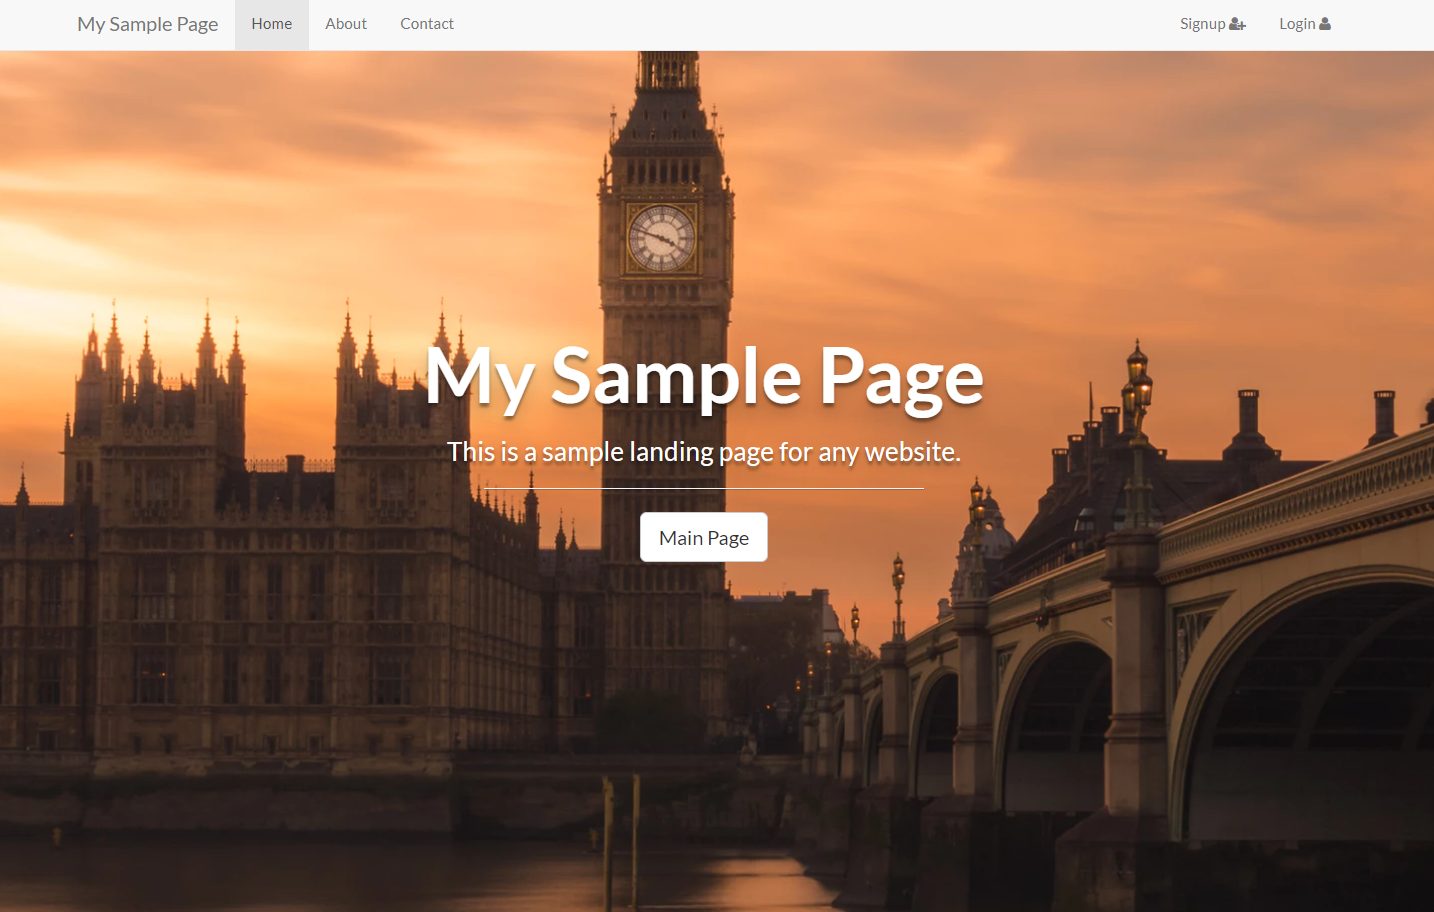 My Sample Page Home About Contact Signup Login
My Sample Page
This is a sample landing page for any website.
Main Page